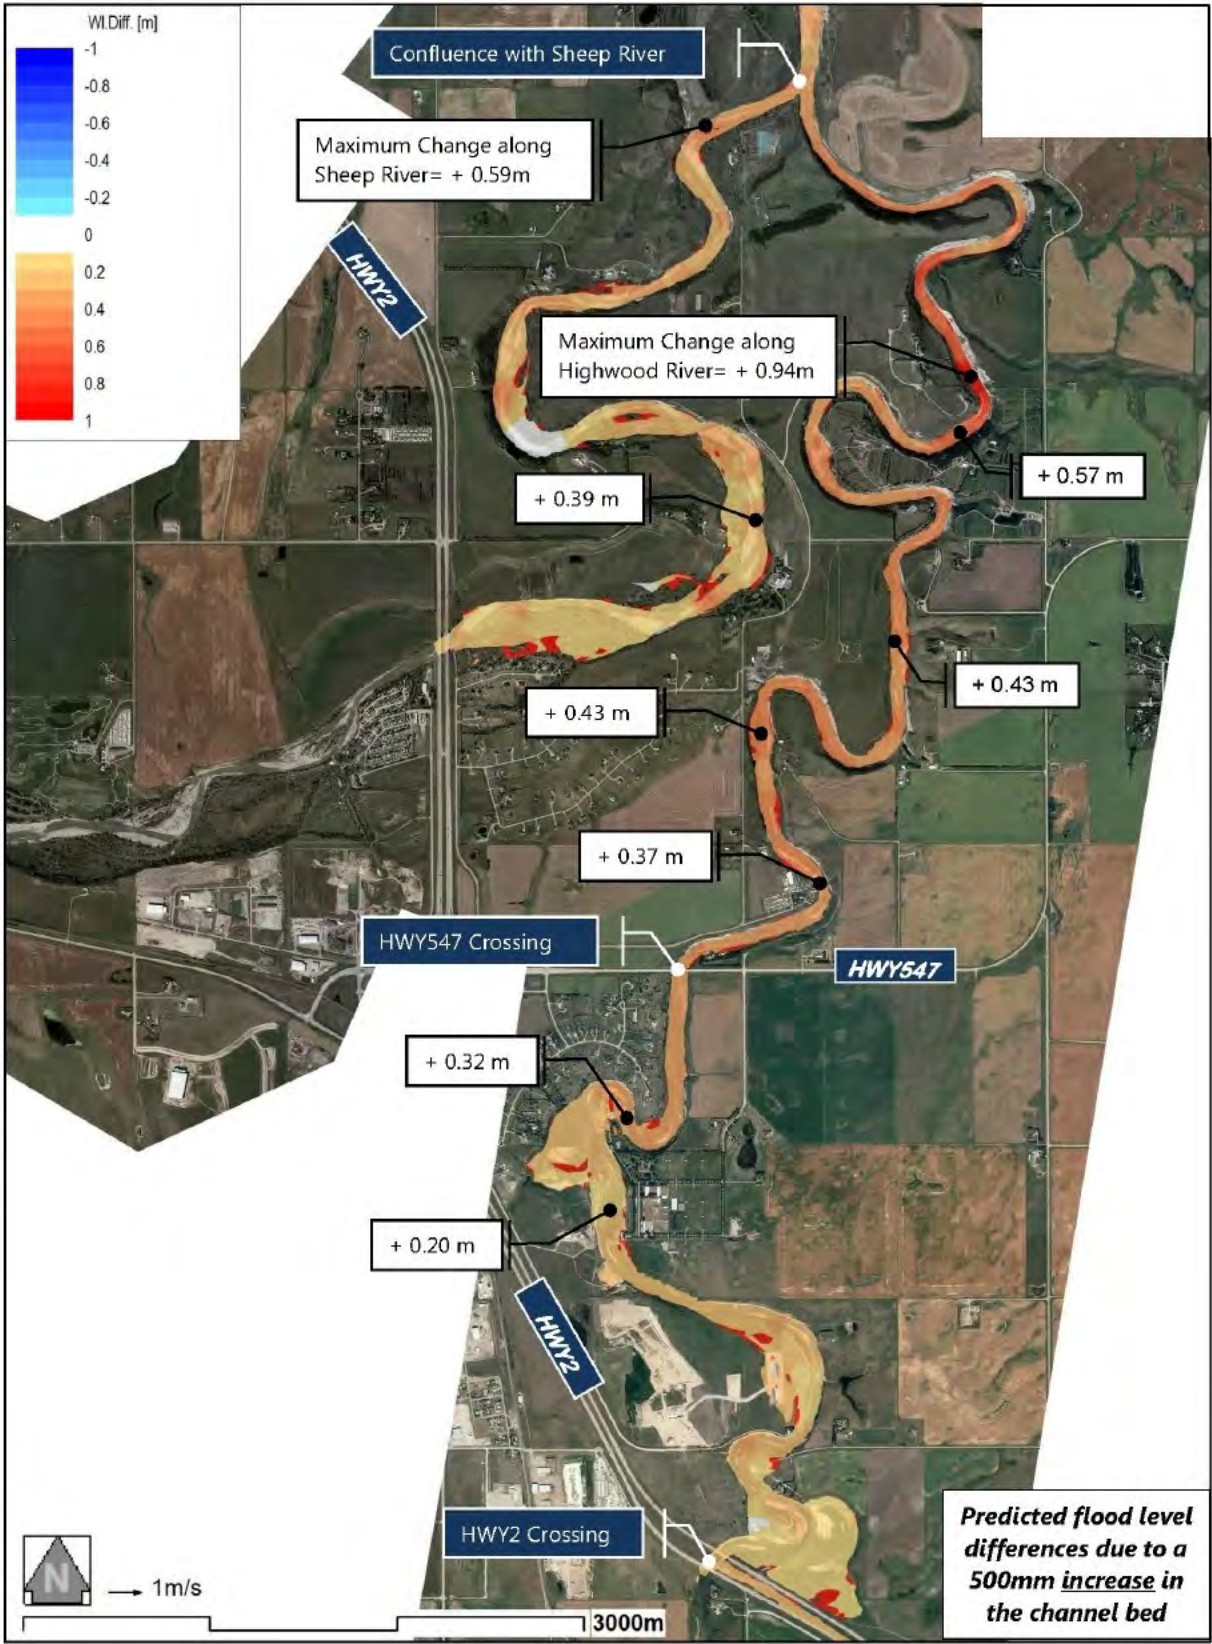 Wl.Diff. [m]
-1
-0.8
-0.6
-0.4
-0.2
0
0.2
0.4
0.6
0.8
1
Confluence with Sheep River
Maximum Change along
Sheep River= + 0.59m
HWY2
Maximum Change along
Highwood River= + 0.94m
+ 0.57 m
+ 0.39 m
+ 0.43 m
+ 0.43 m
+ 0.37 m
HWY547 Crossing
HWY547
+ 0.32 m
+ 0.20 m
HWY2
HWY2 Crossing
N
1m/s
3000m
Predicted flood level
differences due to a
500mm increase in
the channel bed